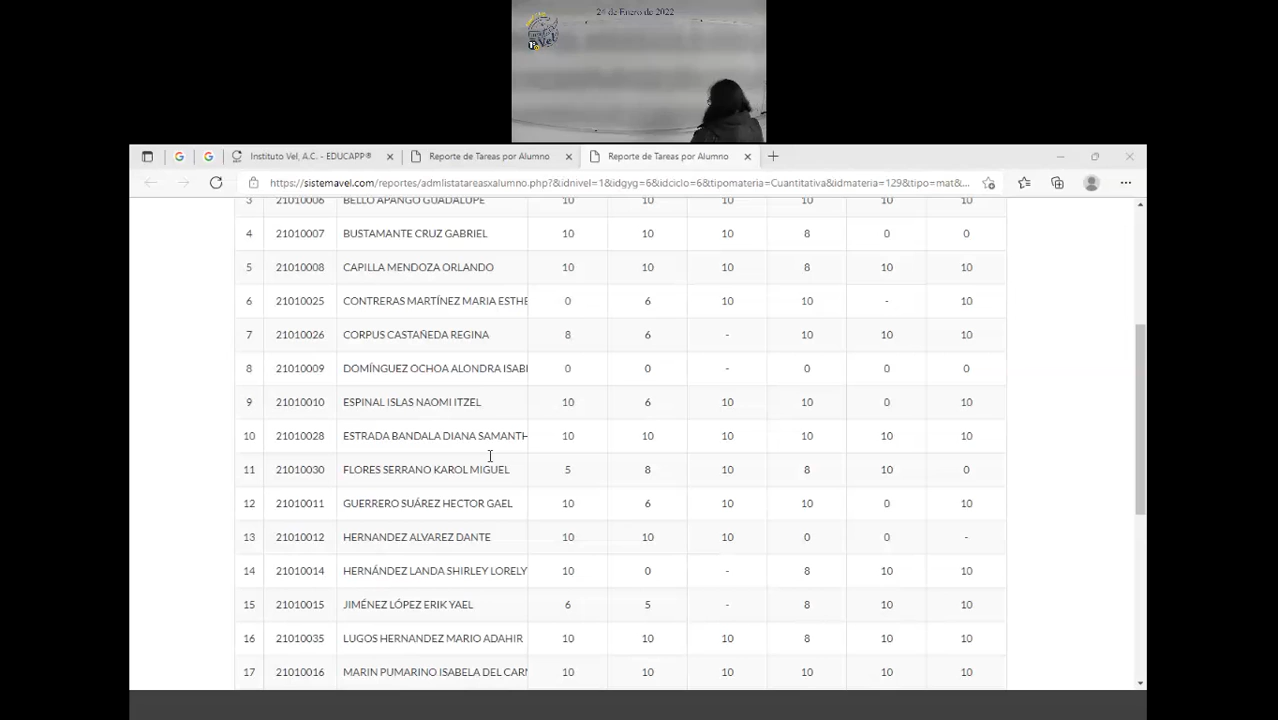 24 de Enero de 2022
Vel
Instituto Vel, A.C. - EDUCAPP® Reporte de Tareas por Alumno Reporte de Tareas por Alumno
https://sistemavel.com/reportes/admlistatareasxalumno.php?&idnivel=1&idgyg=6&idciclo=6&tipomateria=Cuantitativa&idmateria=129&tipo=mat&...
3 21010006 BELLO APANGO GUADALUPE 10 10 10 10 10 10
4 21010007 BUSTAMANTE CRUZ GABRIEL 10 10 10 8 0 0
5 21010008 CAPILLA MENDOZA ORLANDO 10 10 10 8 10 10
6 21010025 CONTRERAS MARTÍNEZ MARIA ESTHE 0 6 10 10 - 10
7 21010026 CORPUS CASTAÑEDA REGINA 8 6 - 10 10 10
8 21010009 DOMÍNGUEZ OCHOA ALONDRA ISABI 0 0 - 0 0 0
9 21010010 ESPINAL ISLAS NAOMI ITZEL 10 6 10 10 0 10
10 21010028 ESTRADA BANDALA DIANA SAMANTH 10 10 10 10 10 10
11 21010030 FLORES SERRANO KAROL MIGUEL 5 8 10 8 10 0
12 21010011 GUERRERO SUÁREZ HECTOR GAEL 10 6 10 10 0 10
13 21010012 HERNANDEZ ALVAREZ DANTE 10 10 10 0 0 -
14 21010014 HERNÁNDEZ LANDA SHIRLEY LORELY 10 0 - 8 10 10
15 21010015 JIMÉNEZ LÓPEZ ERIK YAEL 6 5 - 8 10 10
16 21010035 LUGOS HERNANDEZ MARIO ADAHIR 10 10 10 8 10 10
17 21010016 MARIN PUMARINO ISABELA DEL CAR 10 10 10 10 10 10